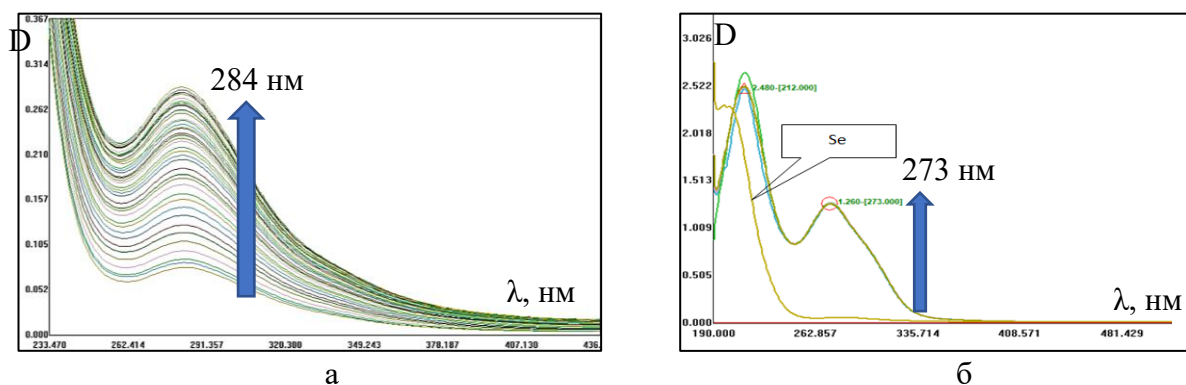 0.367
D
0.314
284 нм
0.262
0.210
0.157
0.105
0.052
λ, нм
0.000
233.470 262.414 291.357 320.300 349.243 378.187 407.130 436.
а
D
3.026
2.522
2.480-[212.000]
2.018
Se
273 нм
1.513
1.260-[273.000]
1.009
0.505
λ, нм
0.000
190.000 262.857 335.714 408.571 481.429
б